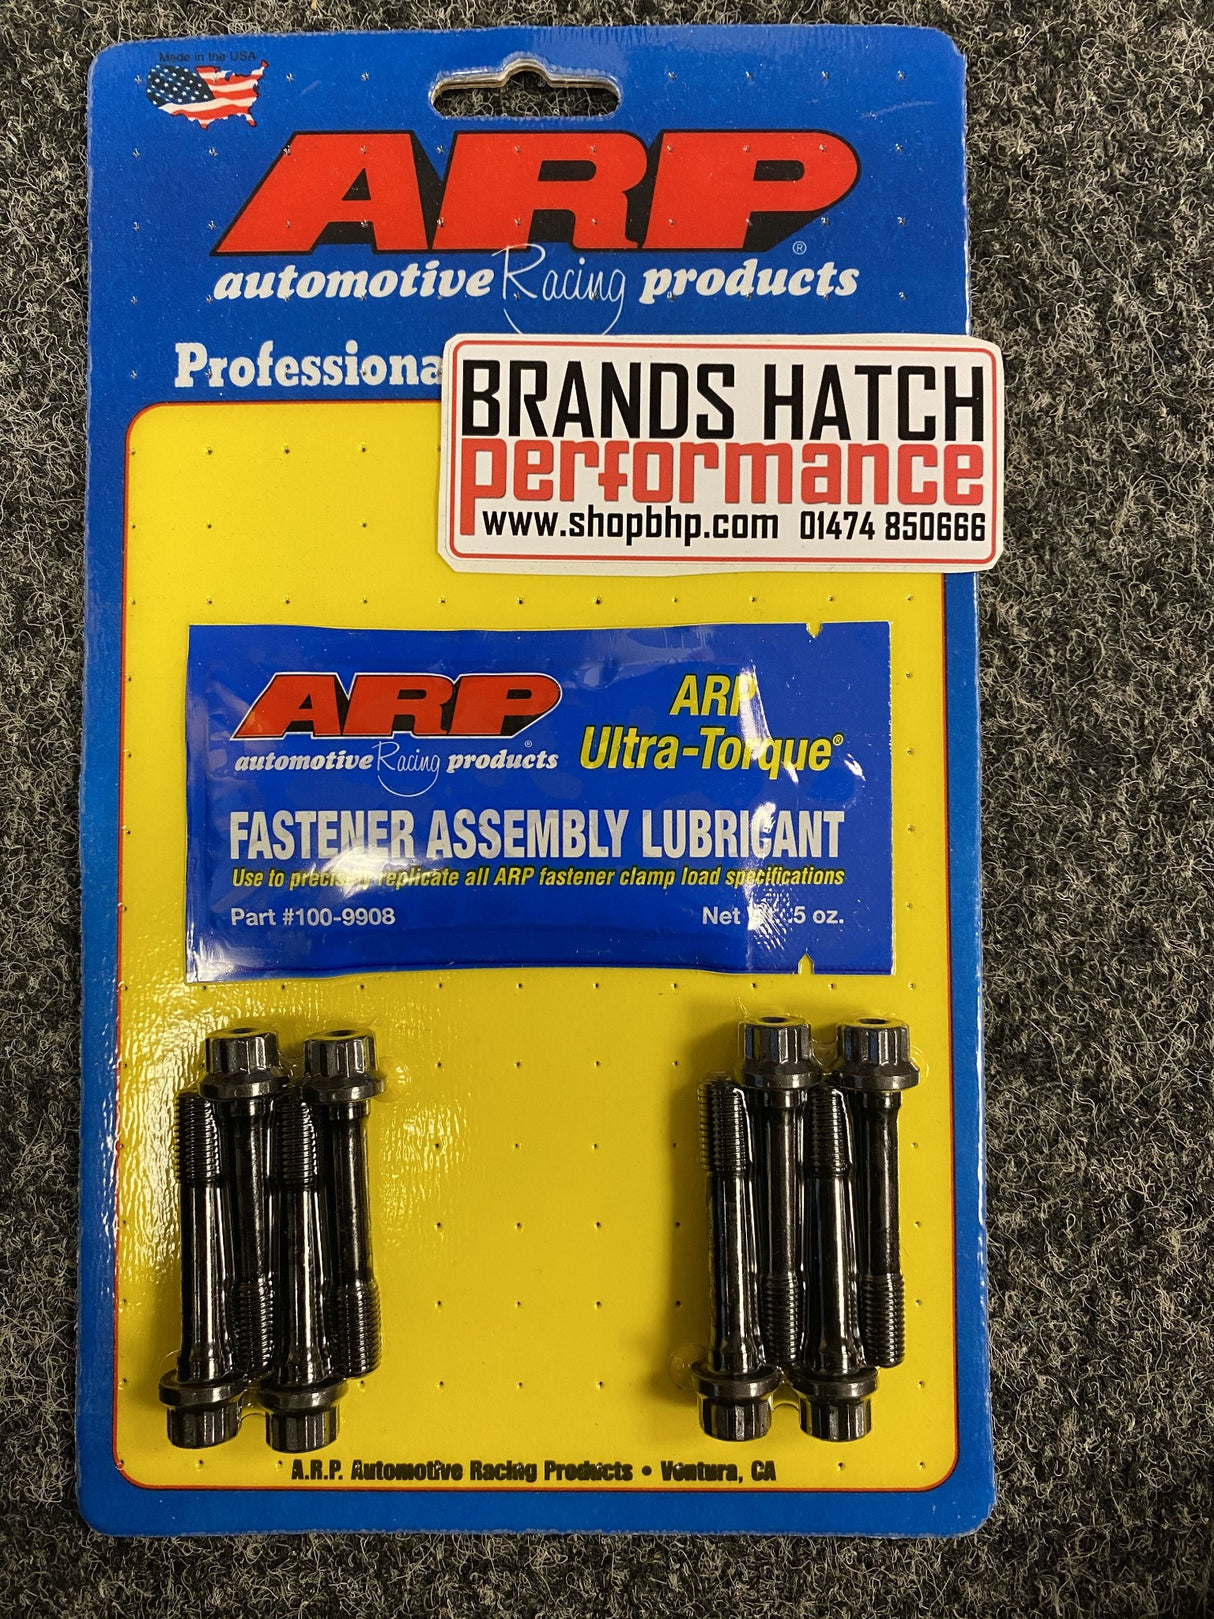 Made in the USA
ARP
®
automotive Racing products
Professiona
BRANDS HATCH
performance
www.shopbhp.com 01474 850666
ARP
automotive Racing products
®
ARP
Ultra-Torque®
FASTENER ASSEMBLY LUBRICANT
Use to precisely replicate all ARP fastener clamp load specifications
Part #100-9908
Net .5 oz.
A.R.P. Automotive Racing Products • Ventura, CA